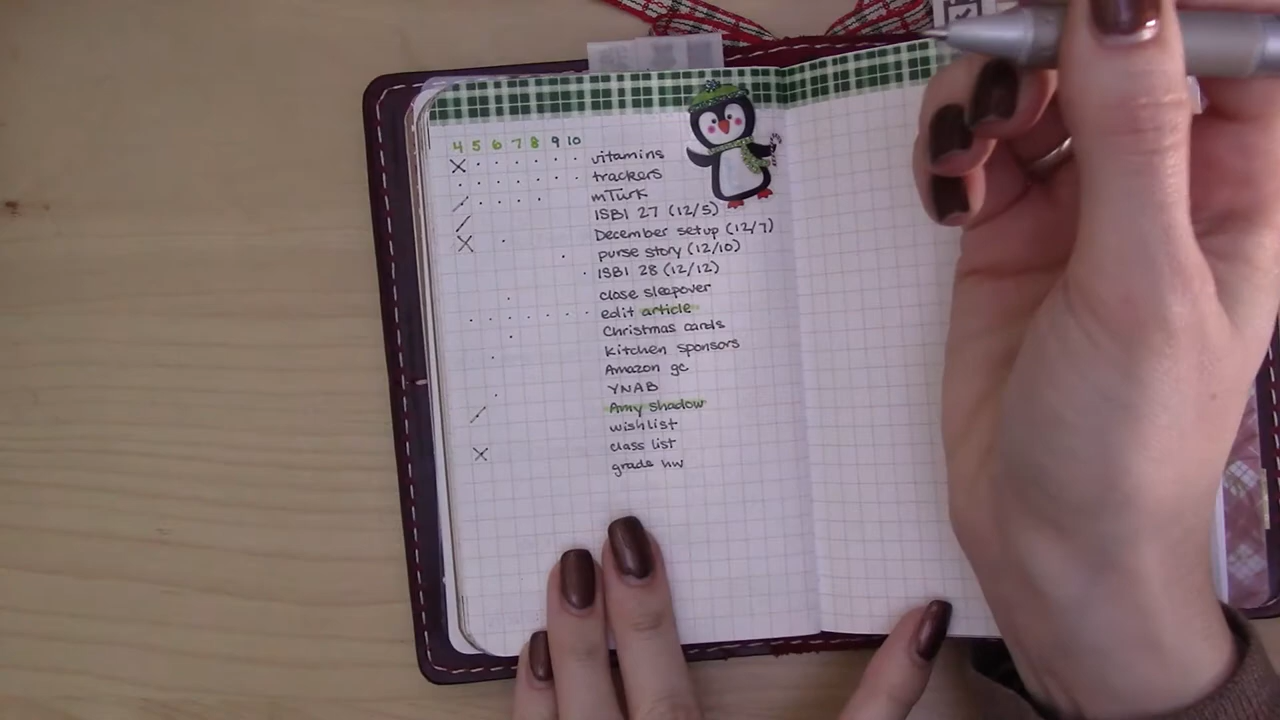 4 5 6 7 8 9 10
vitamins
trackers
mTurk
ISBI 27 (12/5)
December setup (12/7)
purse story (12/10)
ISBI 28 (12/12)
close sleepover
edit article
Christmas cards
Kitchen sponsors
Amazon gc
YNAB
Amy shadow
wishlist
class list
grade hw